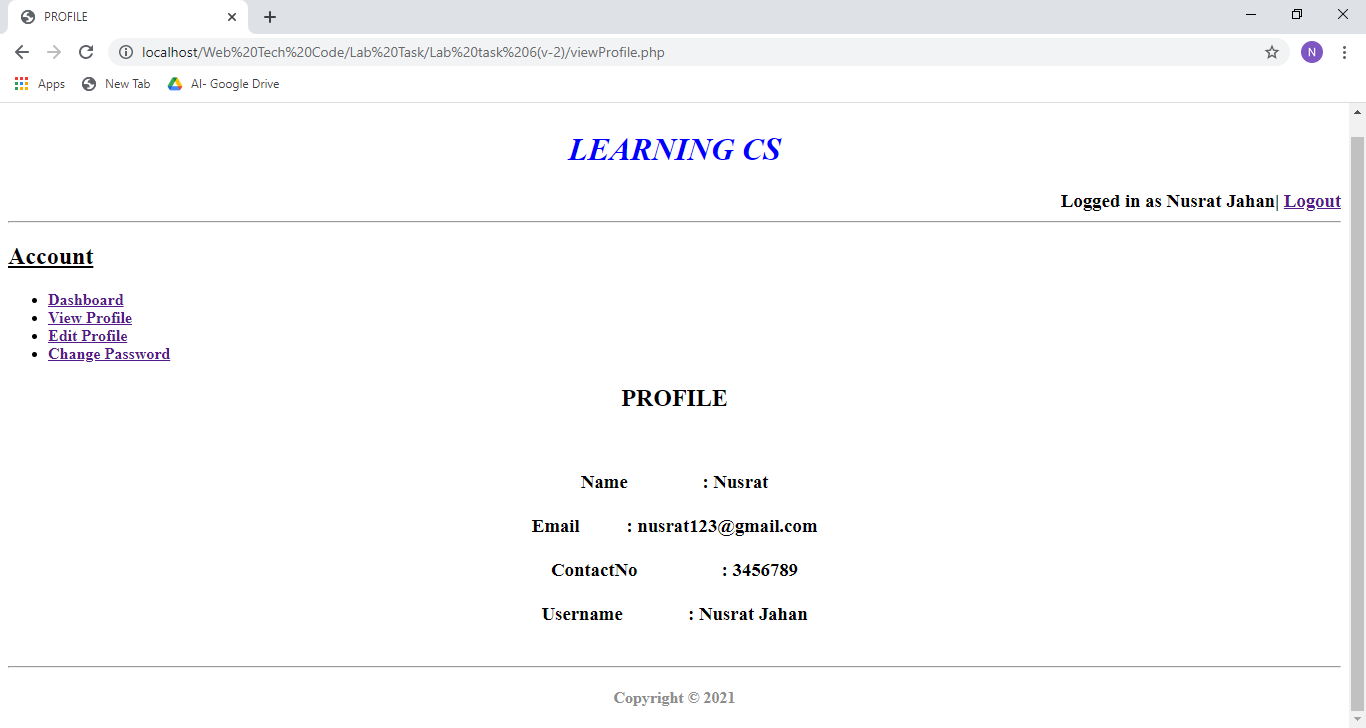 PROFILE
localhost/Web%20Tech%20Code/Lab%20Task/Lab%20task%206(v-2)/viewProfile.php
N
Apps New Tab AI- Google Drive
LEARNING CS
Logged in as Nusrat Jahan| Logout
Account
Dashboard
View Profile
Edit Profile
Change Password
PROFILE
Name : Nusrat
Email : nusrat123@gmail.com
ContactNo : 3456789
Username : Nusrat Jahan
Copyright © 2021